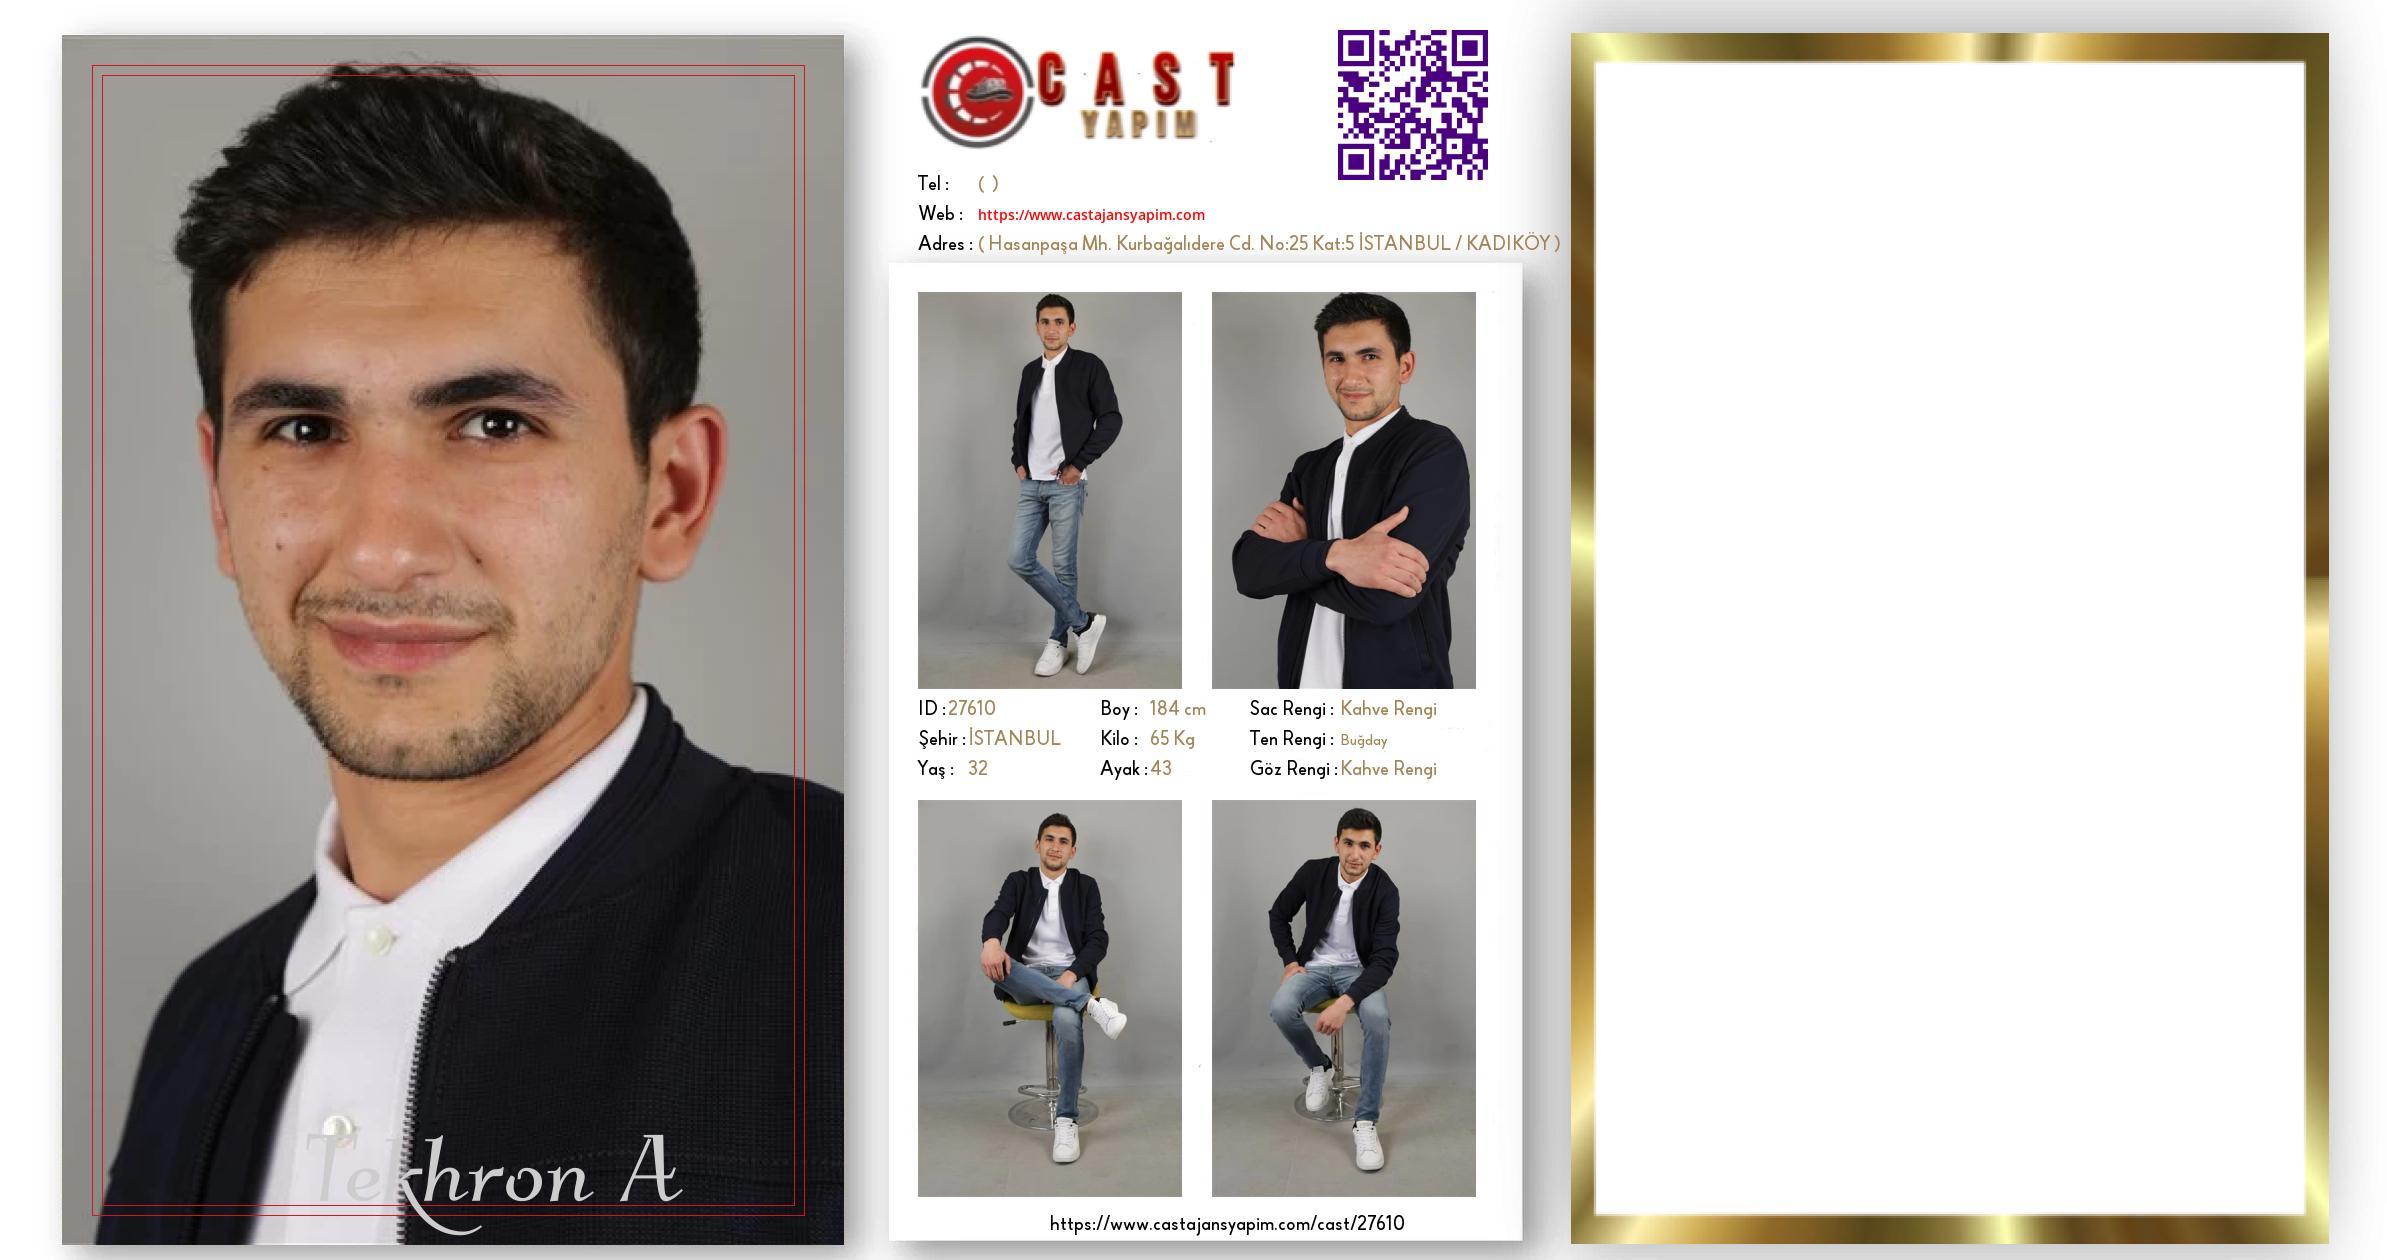 Tekhron A
CAST
YAPIM
Tel : ( )
Web : https://www.castajansyapim.com
Adres : ( Hasanpaşa Mh. Kurbağalıdere Cd. No:25 Kat:5 İSTANBUL / KADIKÖY )
ID : 27610 Boy : 184 cm Sac Rengi : Kahve Rengi
Şehir : İSTANBUL Kilo : 65 Kg Ten Rengi : Buğday
Yaş : 32 Ayak : 43 Göz Rengi : Kahve Rengi
https://www.castajansyapim.com/cast/27610